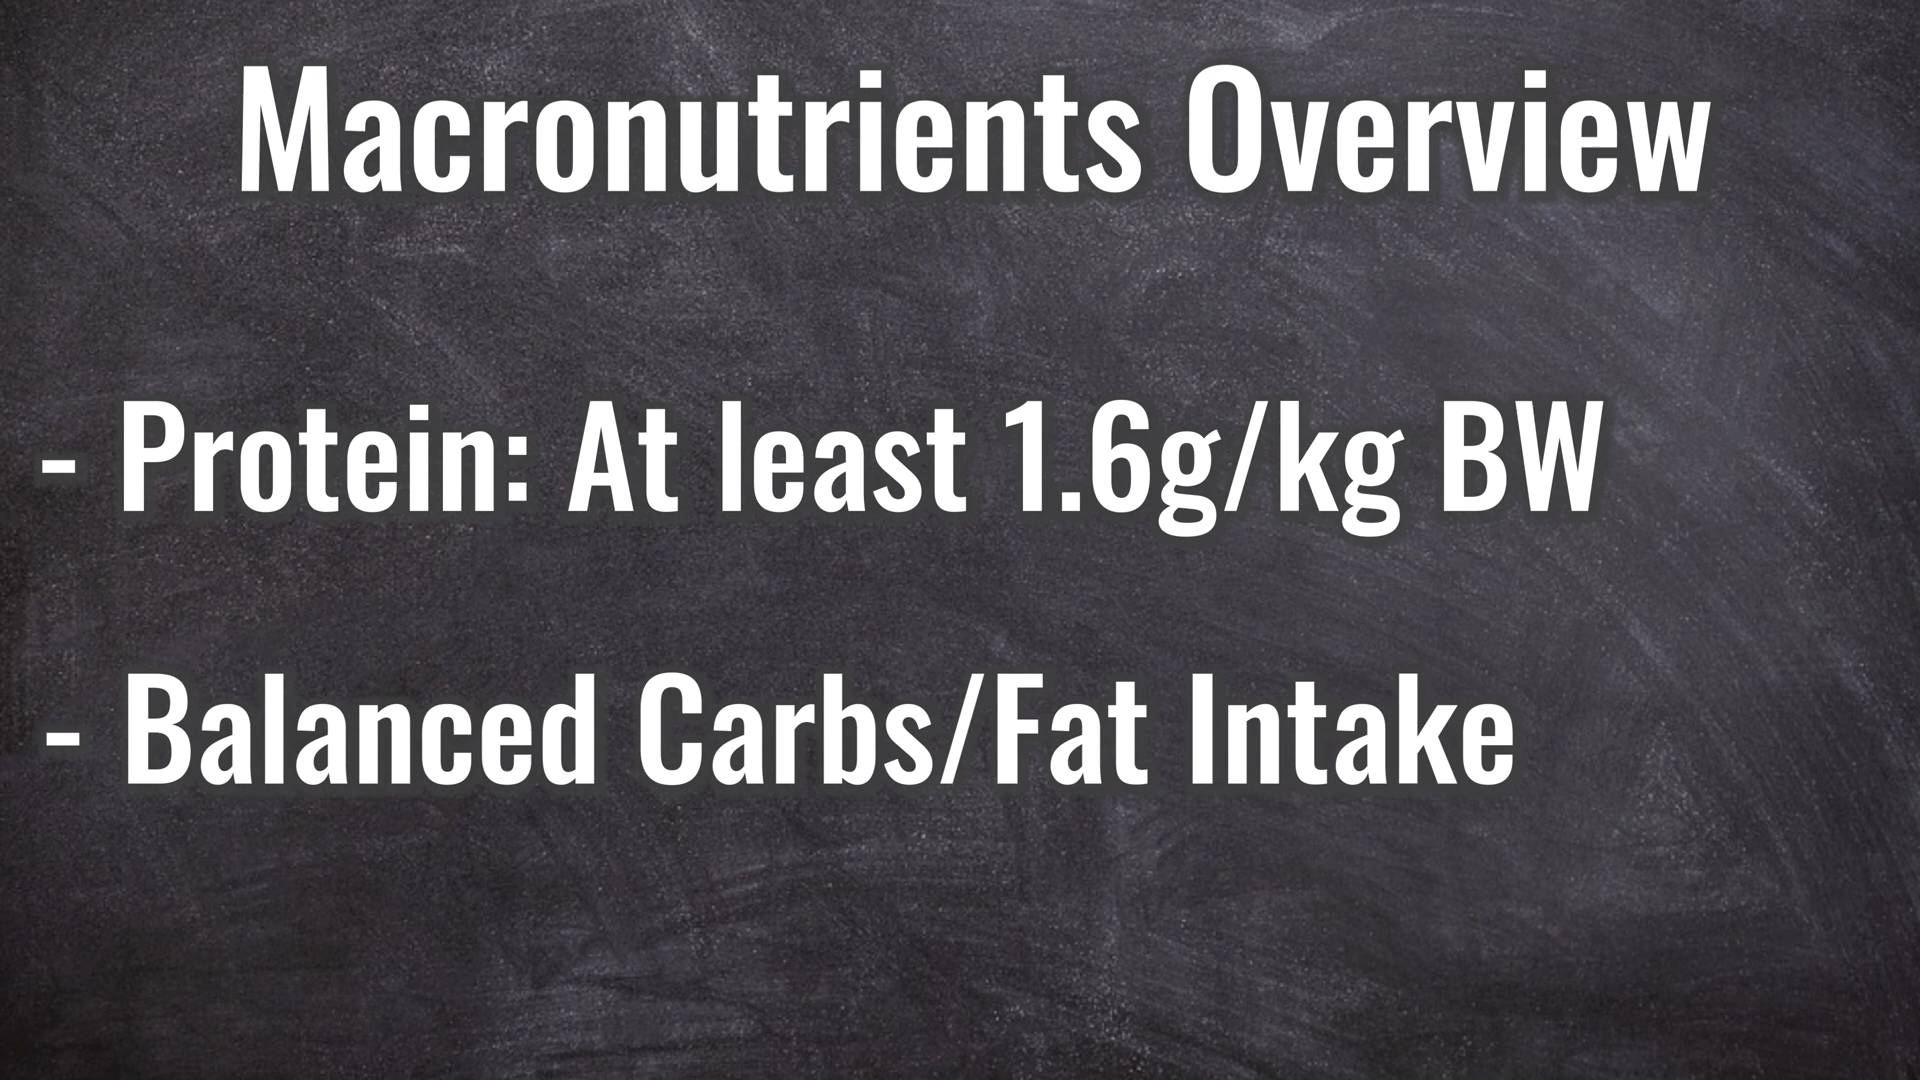 Macronutrients Overview
- Protein: At least 1.6g/kg BW
- Balanced Carbs/Fat Intake